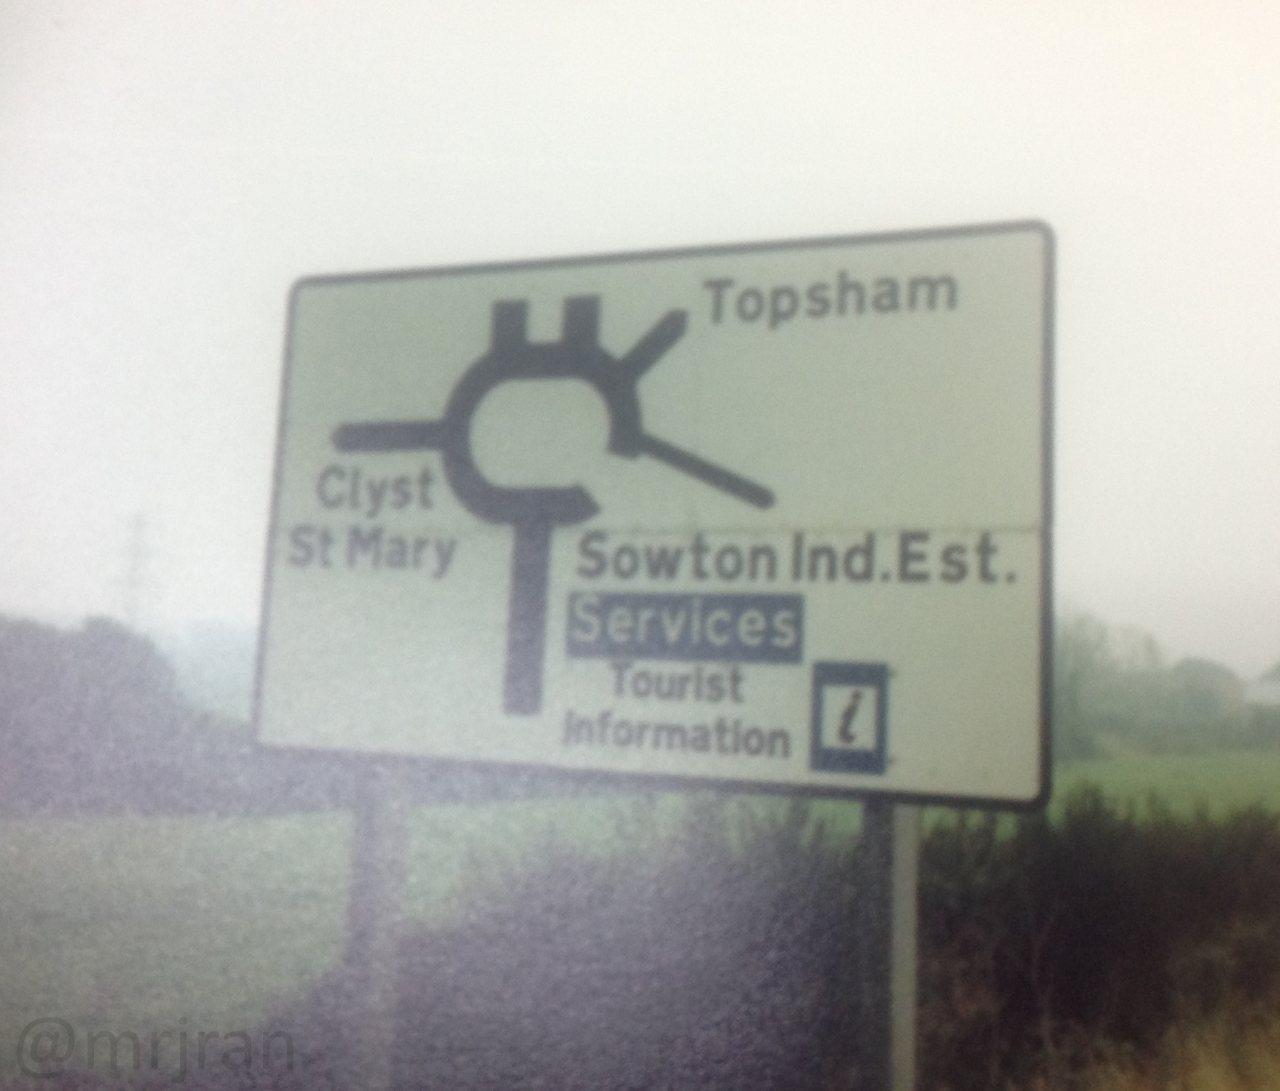 Topsham
Clyst
St Mary
Sowton Ind.Est.
Services
Tourist
Information
i
@mrjran